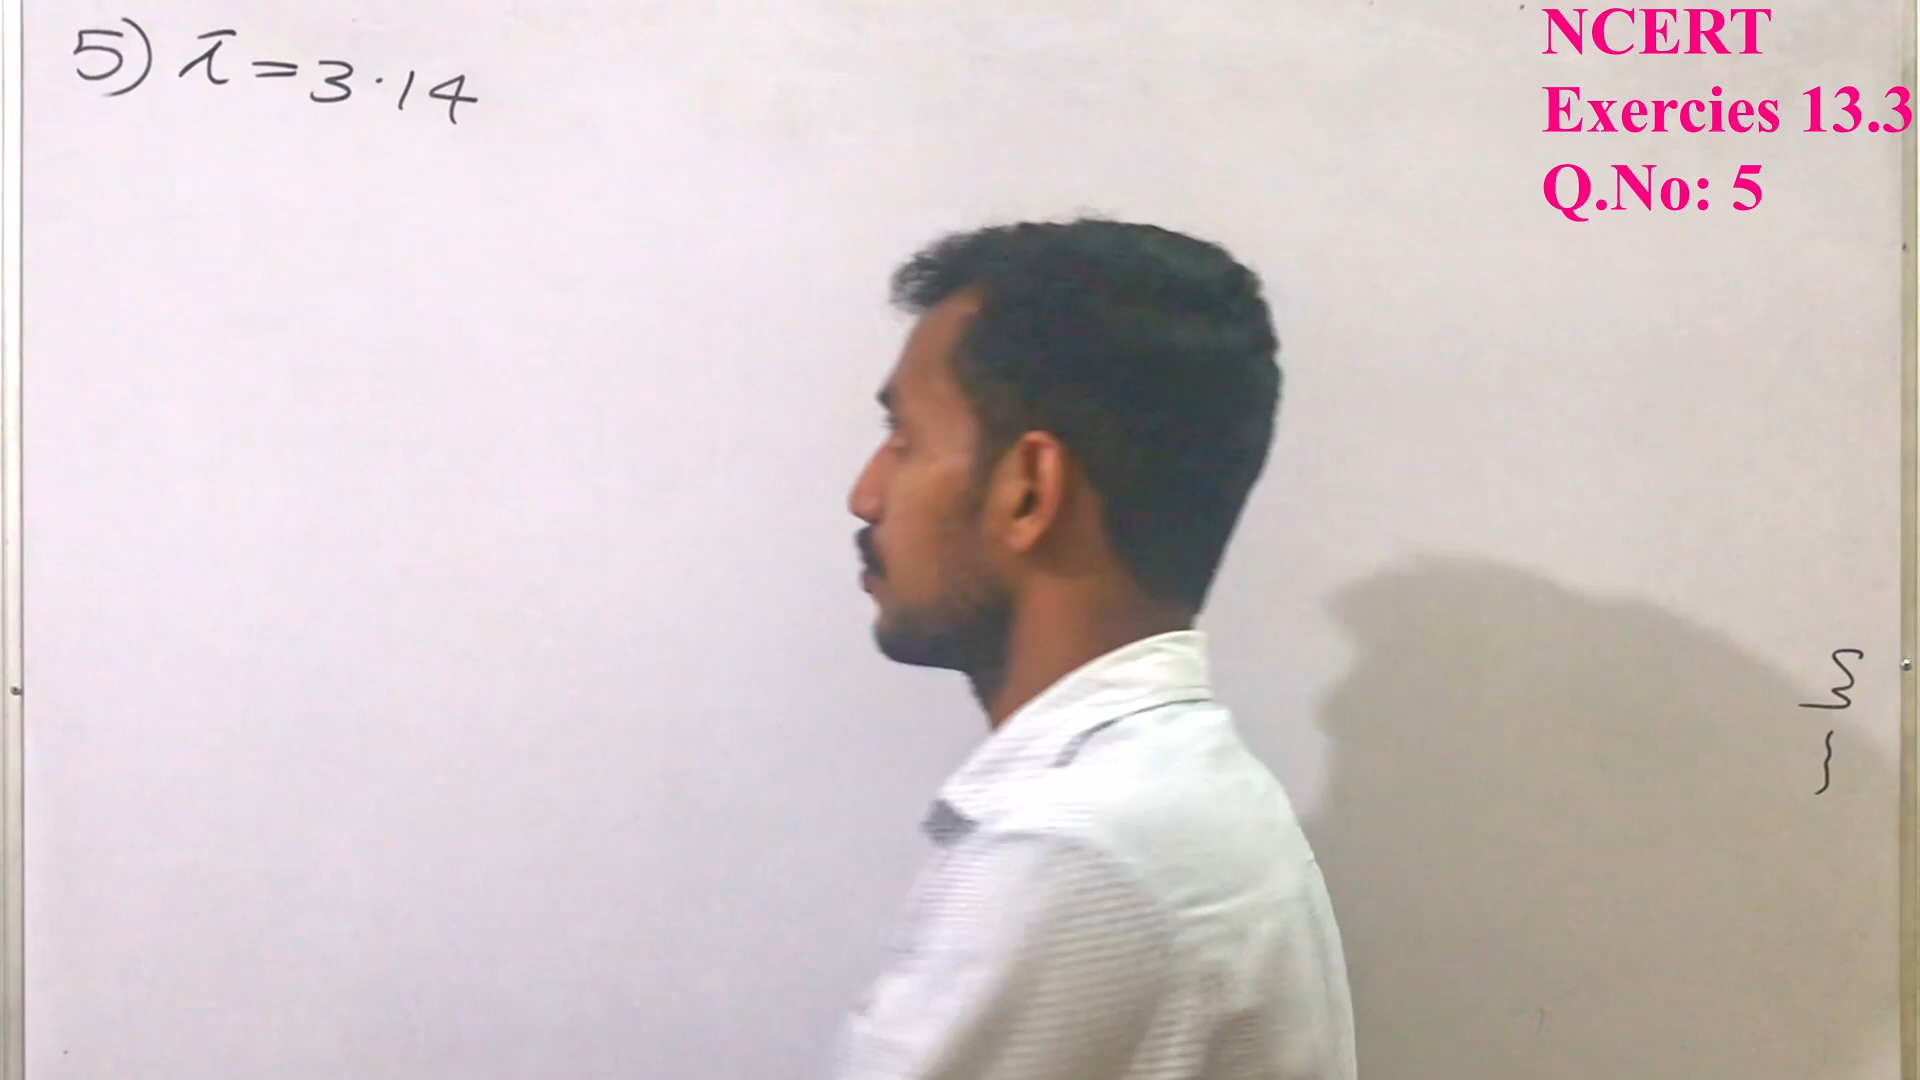 5) π = 3.14
NCERT
Exercies 13.3
Q.No: 5